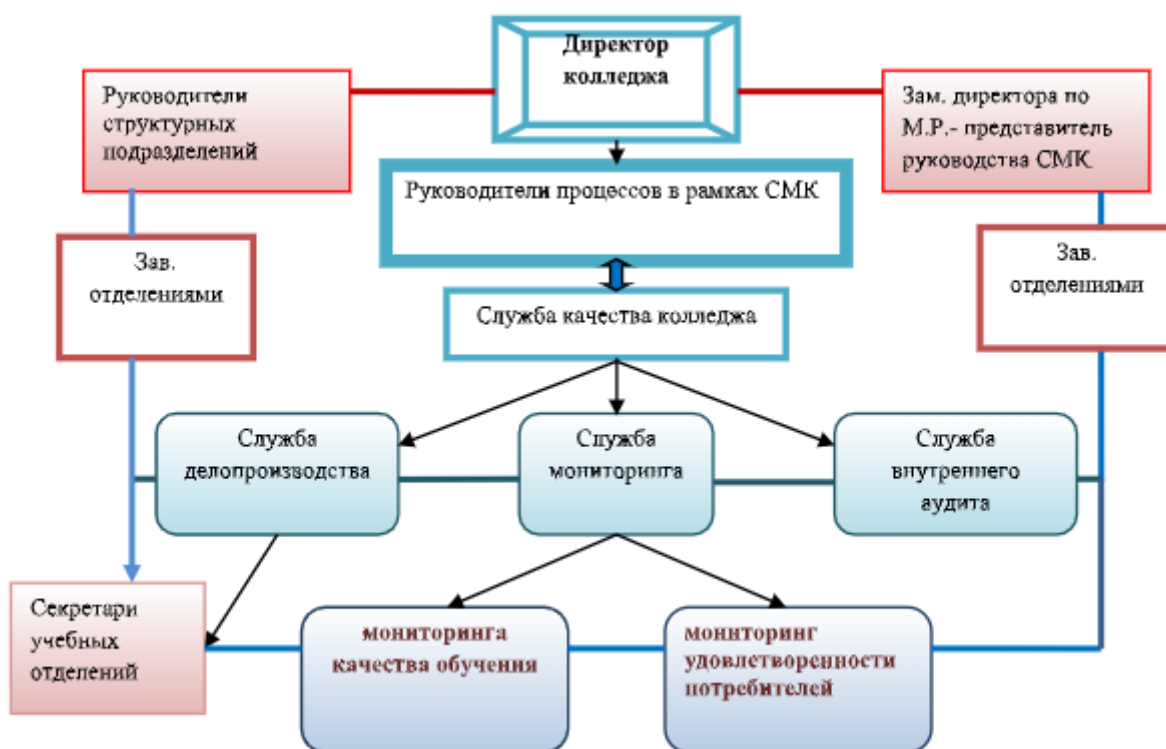 Директор
колледжа
Руководители
структурных
подразделений
Зам. директора по
М.Р.- представитель
руководства СМК
Руководители процессов в рамках СМК
Зав.
отделениями
Зав.
отделениями
Служба качества колледжа
Служба
делопроизводства
Служба
мониторинга
Служба
внутреннего
аудита
Секретари
учебных
отделений
мониторинга
качества обучения
мониторинг
удовлетворенности
потребителей